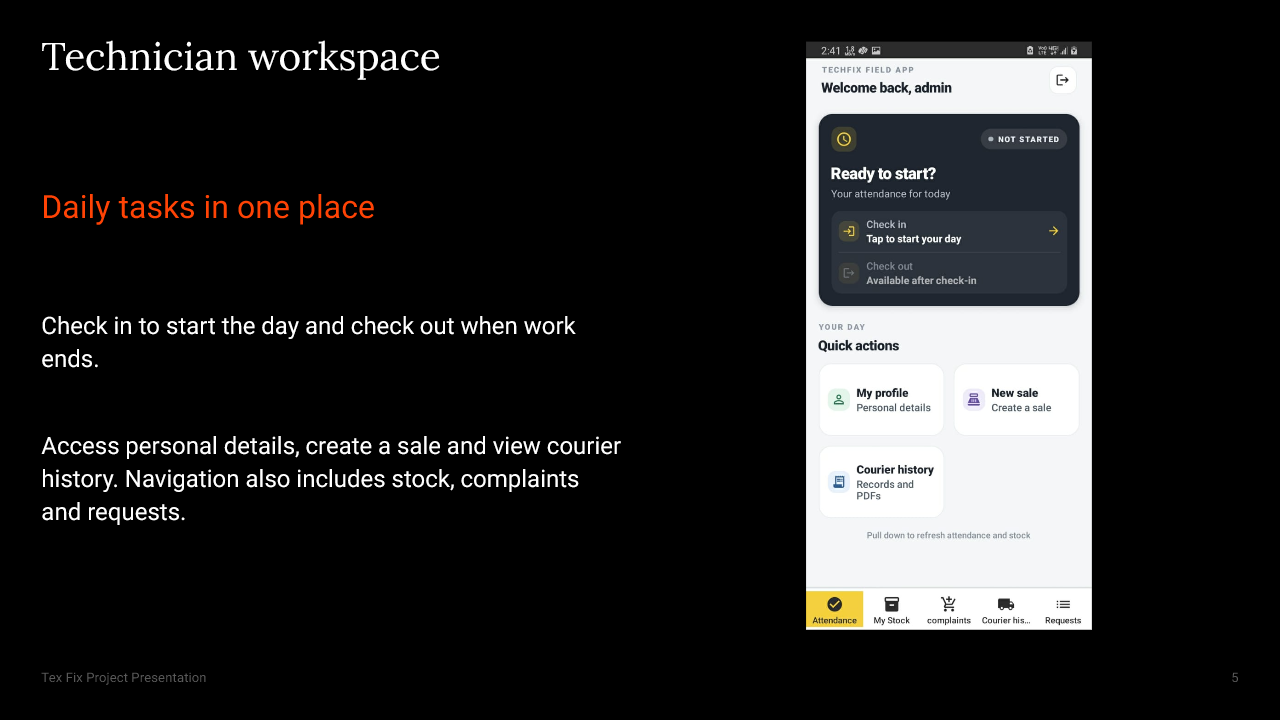 Technician workspace
Daily tasks in one place
Check in to start the day and check out when work
ends.
Access personal details, create a sale and view courier
history. Navigation also includes stock, complaints
and requests.
2:41
TECHFIX FIELD APP
Welcome back, admin
NOT STARTED
Ready to start?
Your attendance for today
Check in
Tap to start your day
Check out
Available after check-in
YOUR DAY
Quick actions
My profile
Personal details
New sale
Create a sale
Courier history
Records and
PDFs
Pull down to refresh attendance and stock
Attendance
My Stock
complaints
Courier his...
Requests
Tex Fix Project Presentation
5